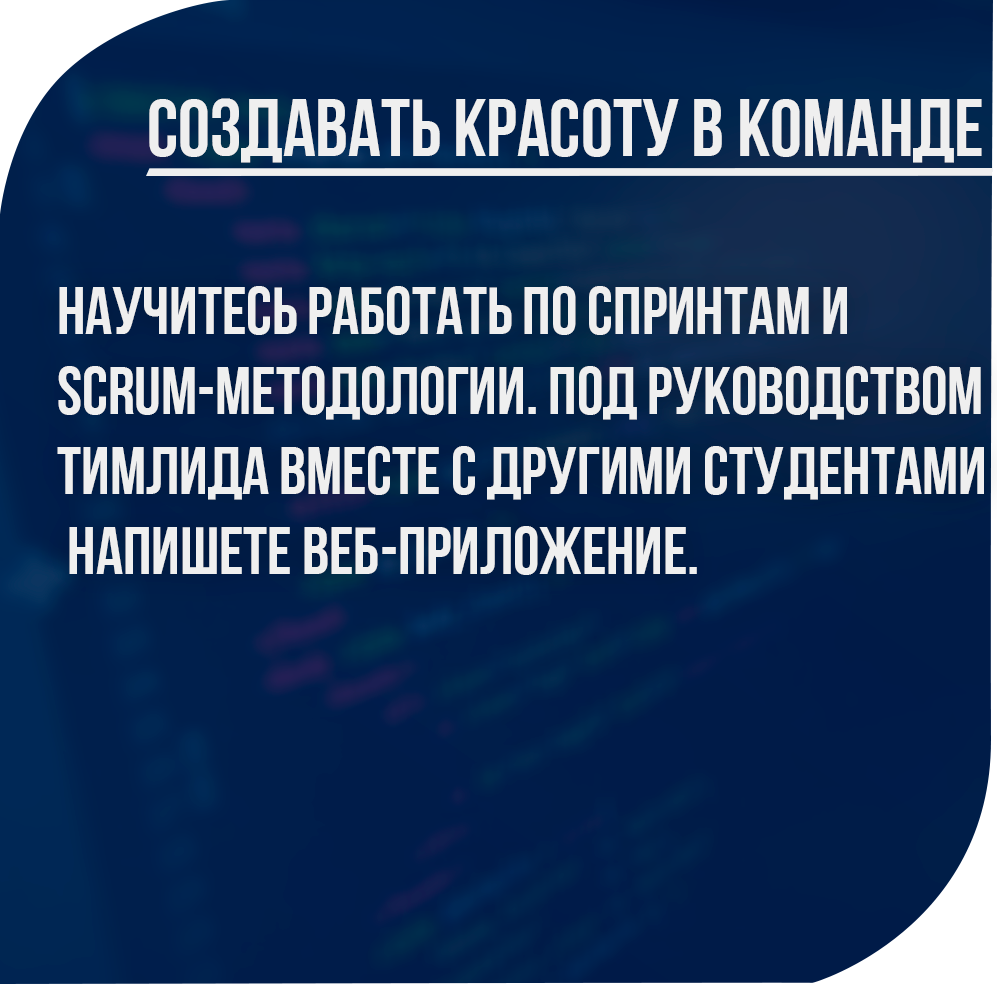 СОЗДАВАТЬ КРАСОТУ В КОМАНДЕ
НАУЧИТЕСЬ РАБОТАТЬ ПО СПРИНТАМ И
SCRUM-МЕТОДОЛОГИИ. ПОД РУКОВОДСТВОМ
ТИМЛИДА ВМЕСТЕ С ДРУГИМИ СТУДЕНТАМИ
НАПИШЕТЕ ВЕБ-ПРИЛОЖЕНИЕ.